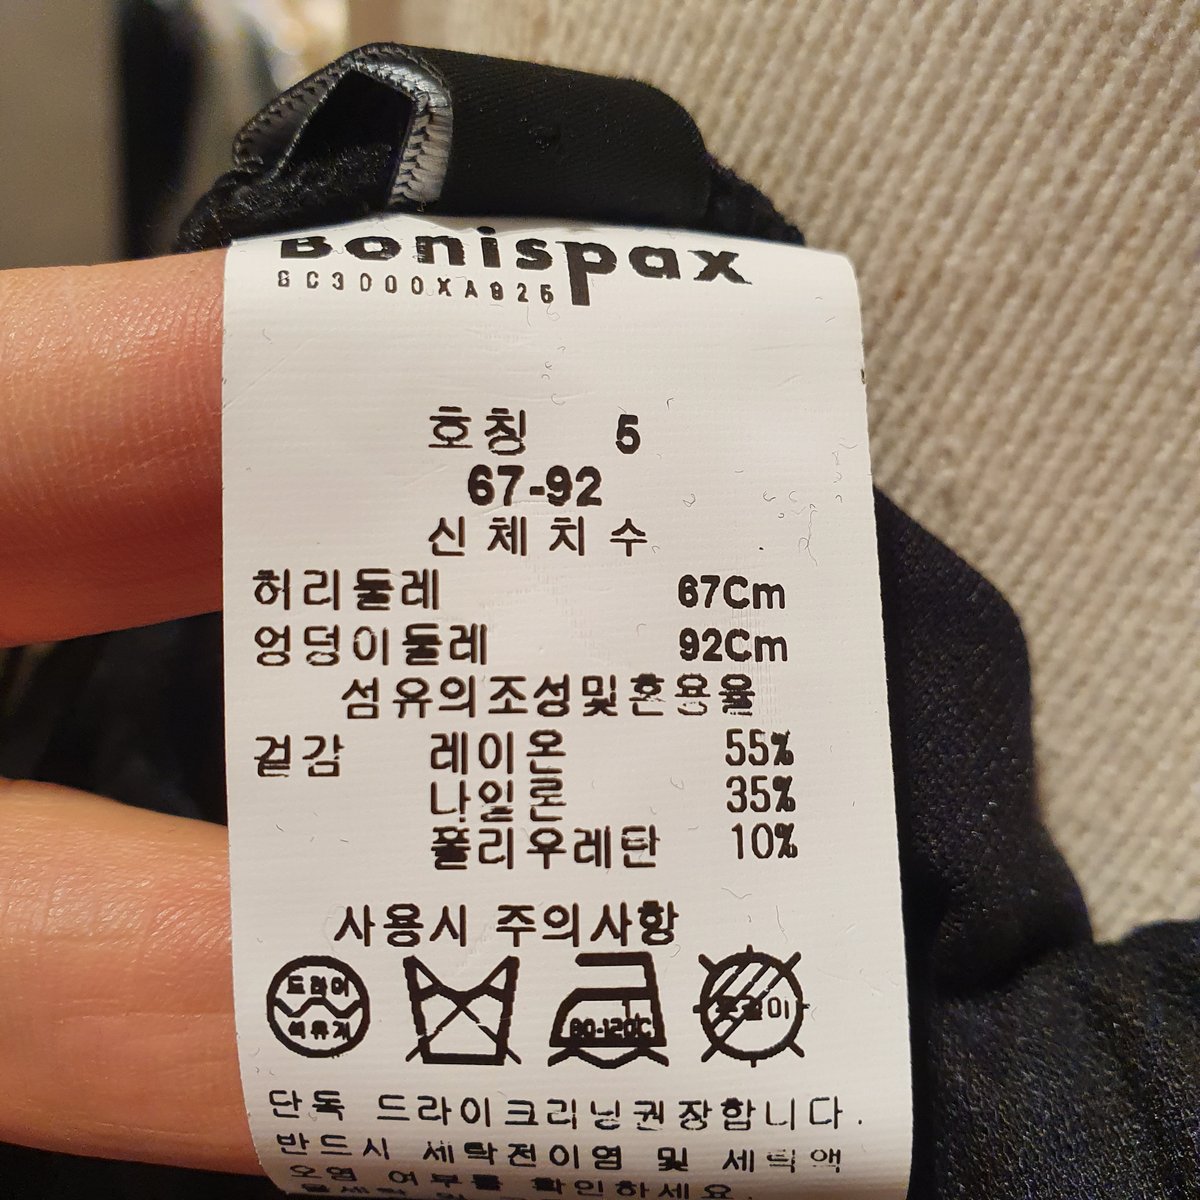 Bonispax
SC3000XA926
호칭 5
67-92
신체치수
허리둘레 67Cm
엉덩이둘레 92Cm
섬유의조성및혼용율
겉감 레이온 55%
나일론 35%
폴리우레탄 10%
사용시 주의사항
드라이
석유계
80-120℃
옷걸이
단독 드라이크리닝권장합니다.
반드시 세탁전이염 및 세탁액
오염 여부를 확인하세요.